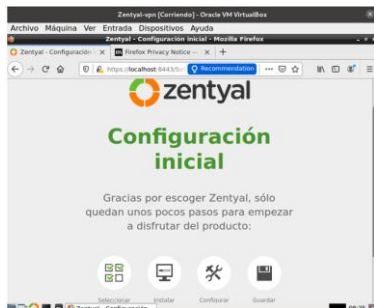 Zentyal-vpn [Corriendo] - Oracle VM VirtualBox
Archivo Máquina Ver Entrada Dispositivos Ayuda
Zentyal - Configuración inicial - Mozilla Firefox
Zentyal - Configuración
Firefox Privacy Notice
https://localhost:8443
Recommendation
zentyal
Configuración
inicial
Gracias por escoger Zentyal, sólo
quedan unos pocos pasos para empezar
a disfrutar del producto:
Seleccionar Instalar Configurar Guardar